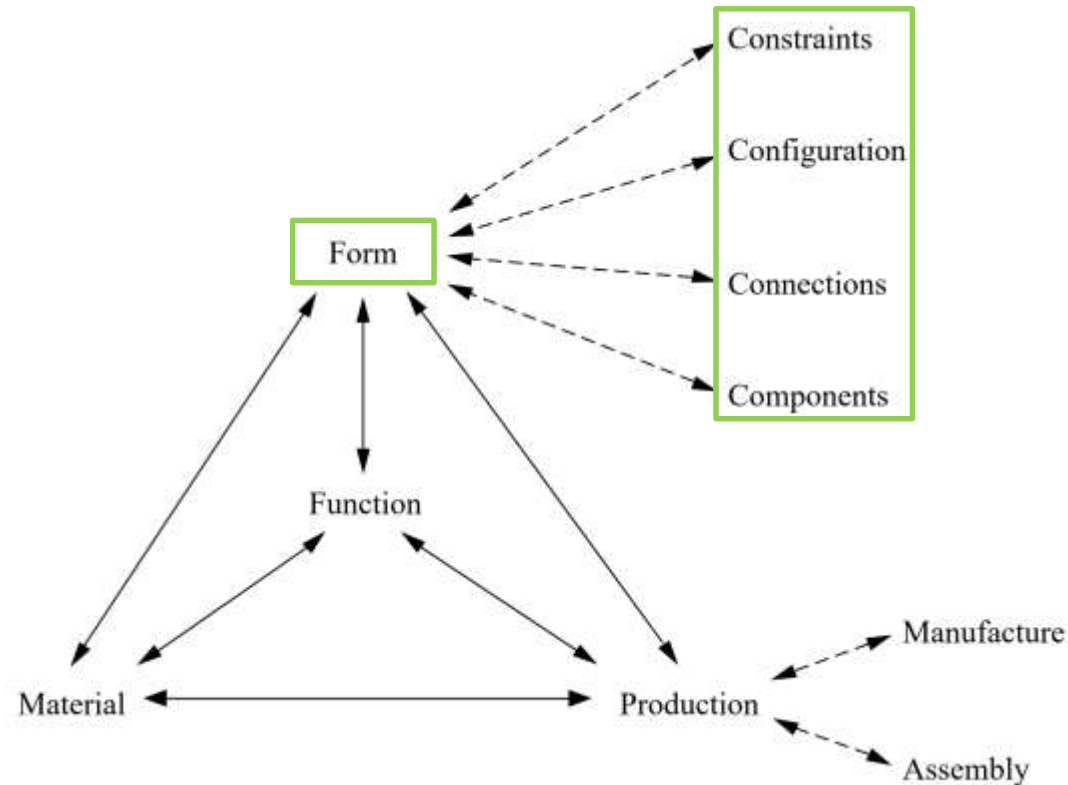 Constraints
Configuration
Form
Connections
Components
Function
Manufacture
Material
Production
Assembly